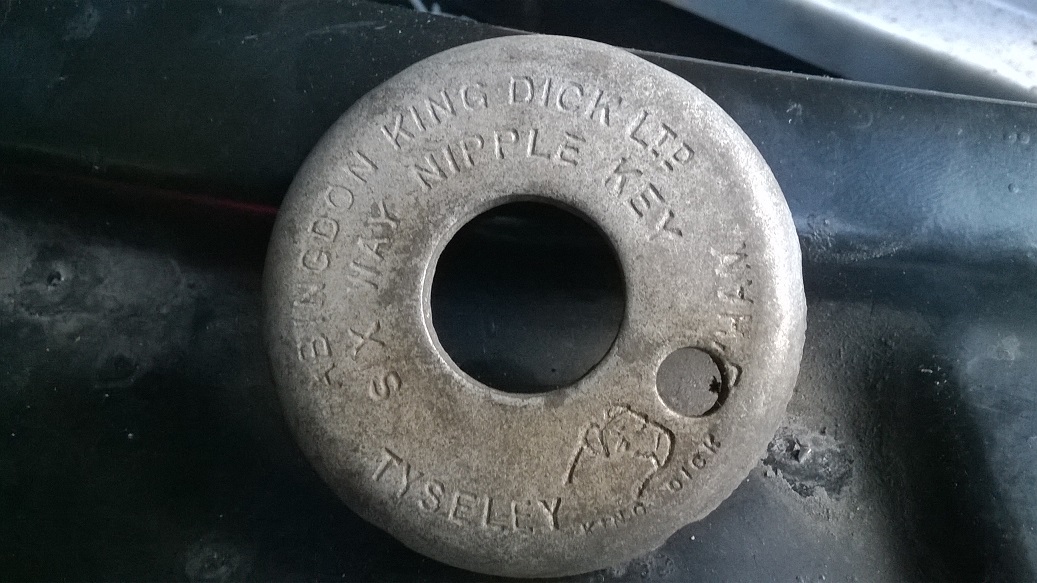 ABINGDON KING DICK LTD
SIX WAY NIPPLE KEY
TYSELEY
KING DICK